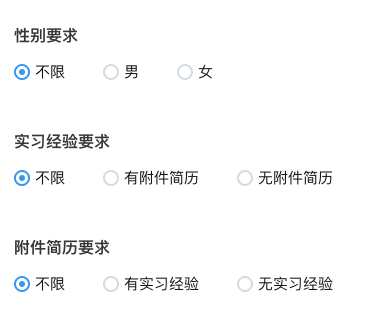 性别要求
不限 男 女
实习经验要求
不限 有附件简历 无附件简历
附件简历要求
不限 有实习经验 无实习经验